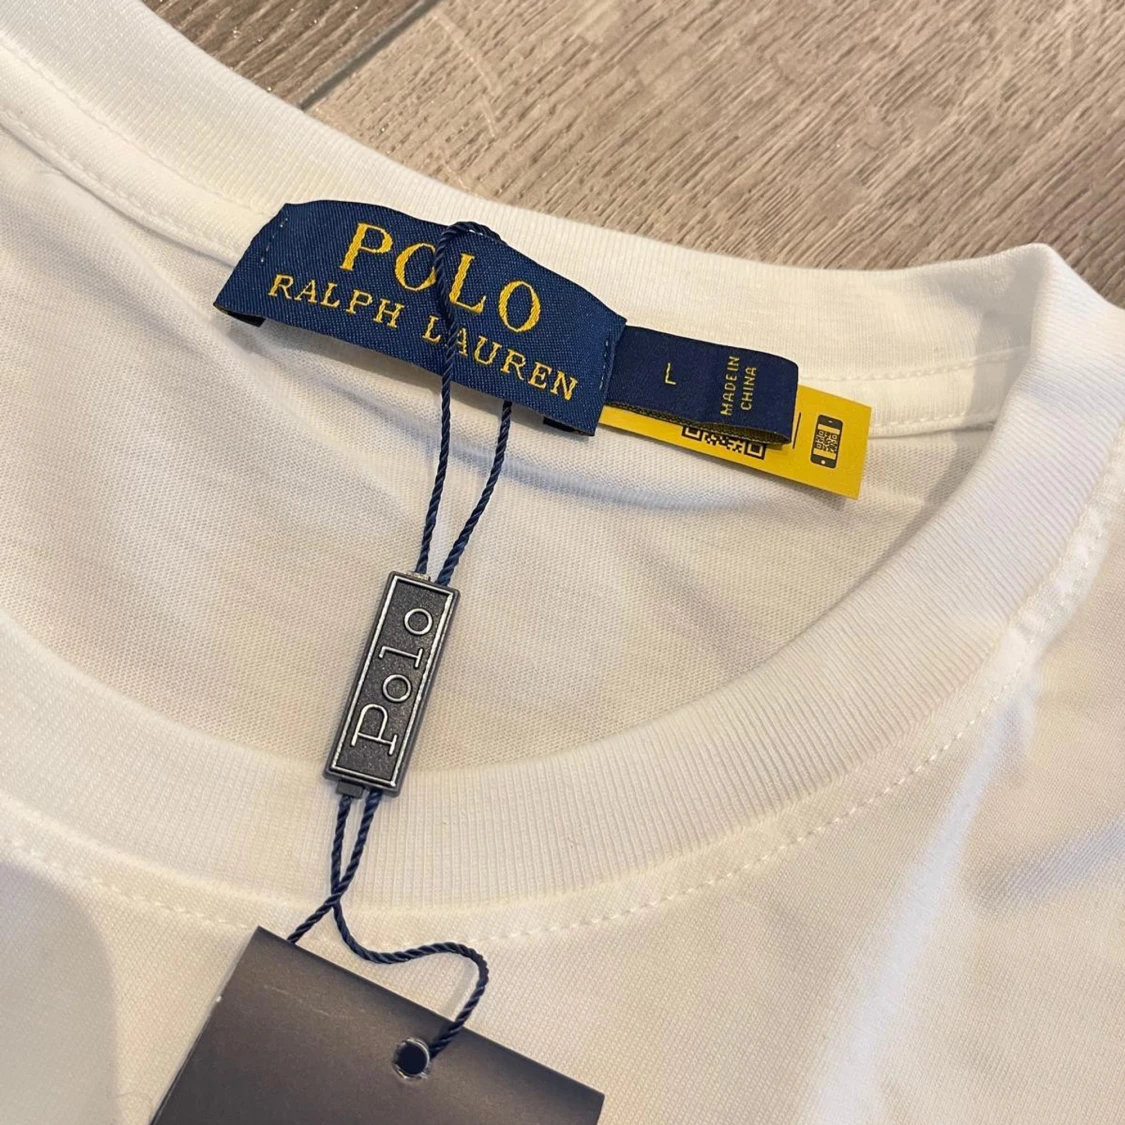 POLO
RALPH LAUREN
L
MADE IN
CHINA
Polo